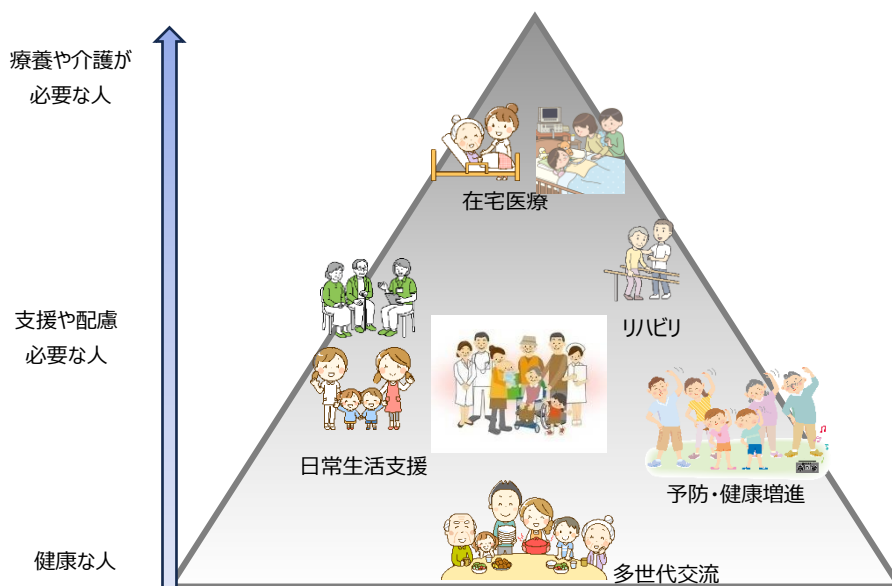 療養や介護が
必要な人
在宅医療
支援や配慮
必要な人
リハビリ
日常生活支援
予防・健康増進
健康な人
多世代交流